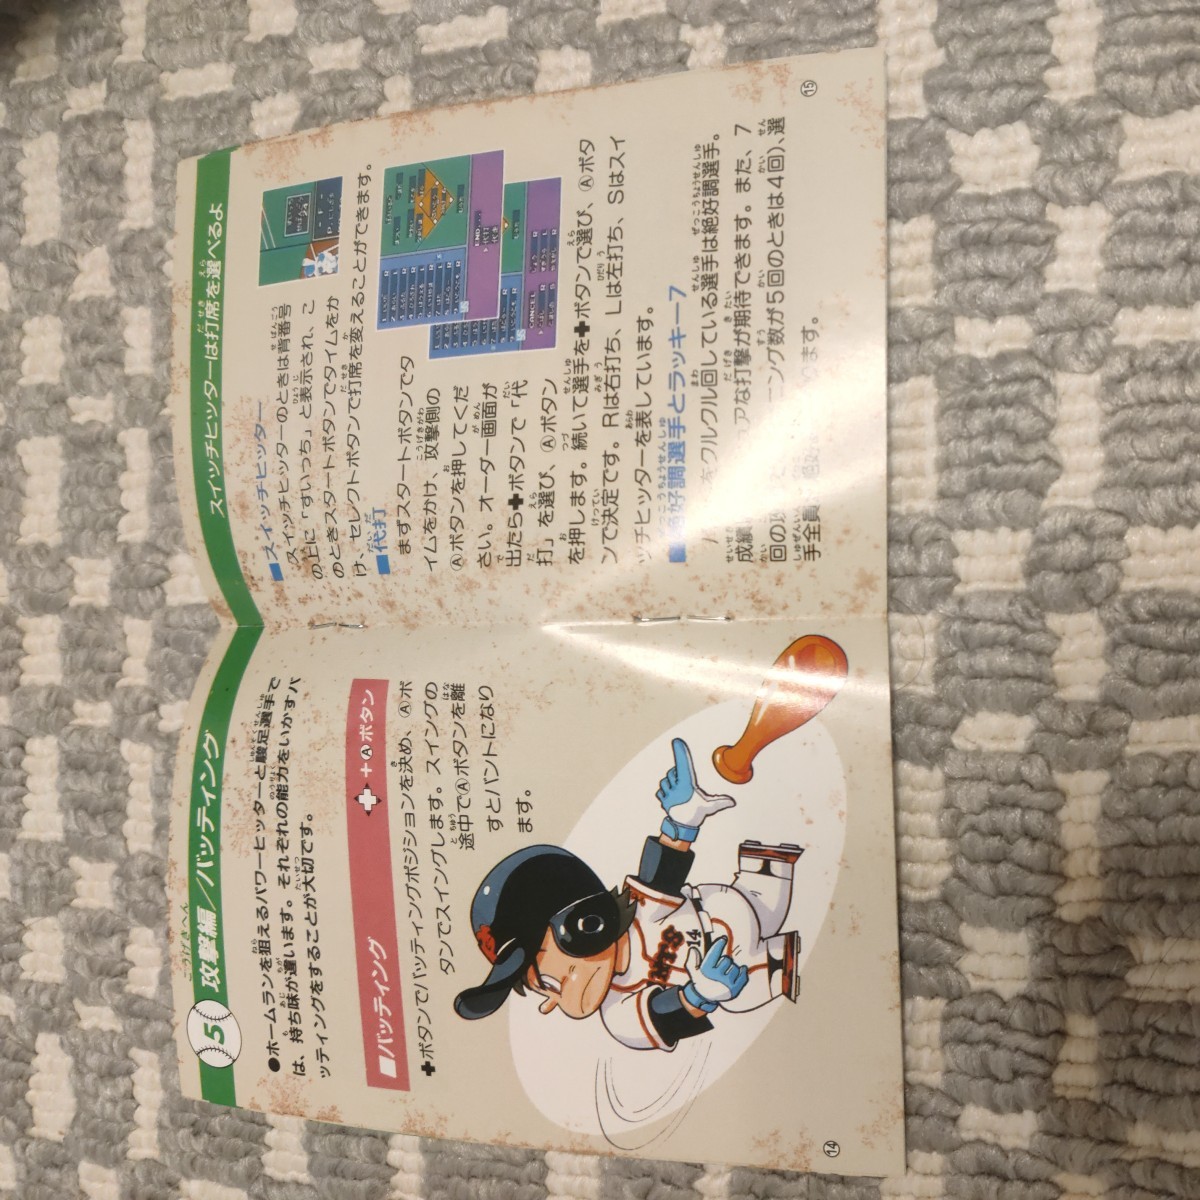 5 攻撃編／バッティング
●ホームランを狙えるパワーヒッターと駿足選手で
は、持ち味が違います。それぞれの能力をいかすバ
ッティングをすることが大切です。
■バッティング ✚+Ⓐボタン
✚ボタンでバッティングポジションを決め、Ⓐボ
タンでスイングします。スイングの
途中でⒶボタンを離
すとバントになり
ます。
14
⑭
スイッチヒッターは打席を選べるよ
■スイッチヒッター
スイッチヒッターのときは背番号
の上に「すいっち」と表示され、こ
のときスタートボタンでタイムをか
け、セレクトボタンで打席を変えることができます。
■代打
まずスタートボタンでタ
イムをかけ、攻撃側の
Ⓐボタンを押してくだ
さい。オーダー画面が
出たら✚ボタンで「代
打」を選び、Ⓐボタン
を押します。続いて選手を✚ボタンで選び、Ⓐボタ
ンで決定です。Rは右打ち、Lは左打ち、Sはスイ
ッチヒッターを表しています。
■絶好調選手とラッキー7
をクルクル回している選手は絶好調選手。
成績 アな打撃が期待できます。また、7
回の攻 ニング数が5回のときは4回)、選
手全員 ます。
⑮